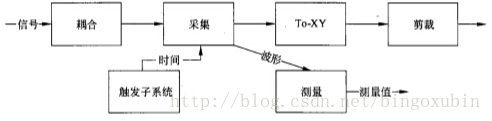 信号
耦合
采集
To-XY
剪裁
时间
波形
触发子系统
测量
测量值
http://blog.csdn.net/bingoxubin